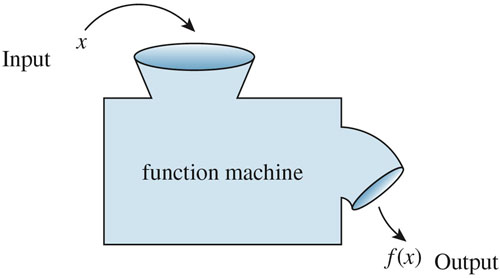 x
Input
function machine
f(x) Output